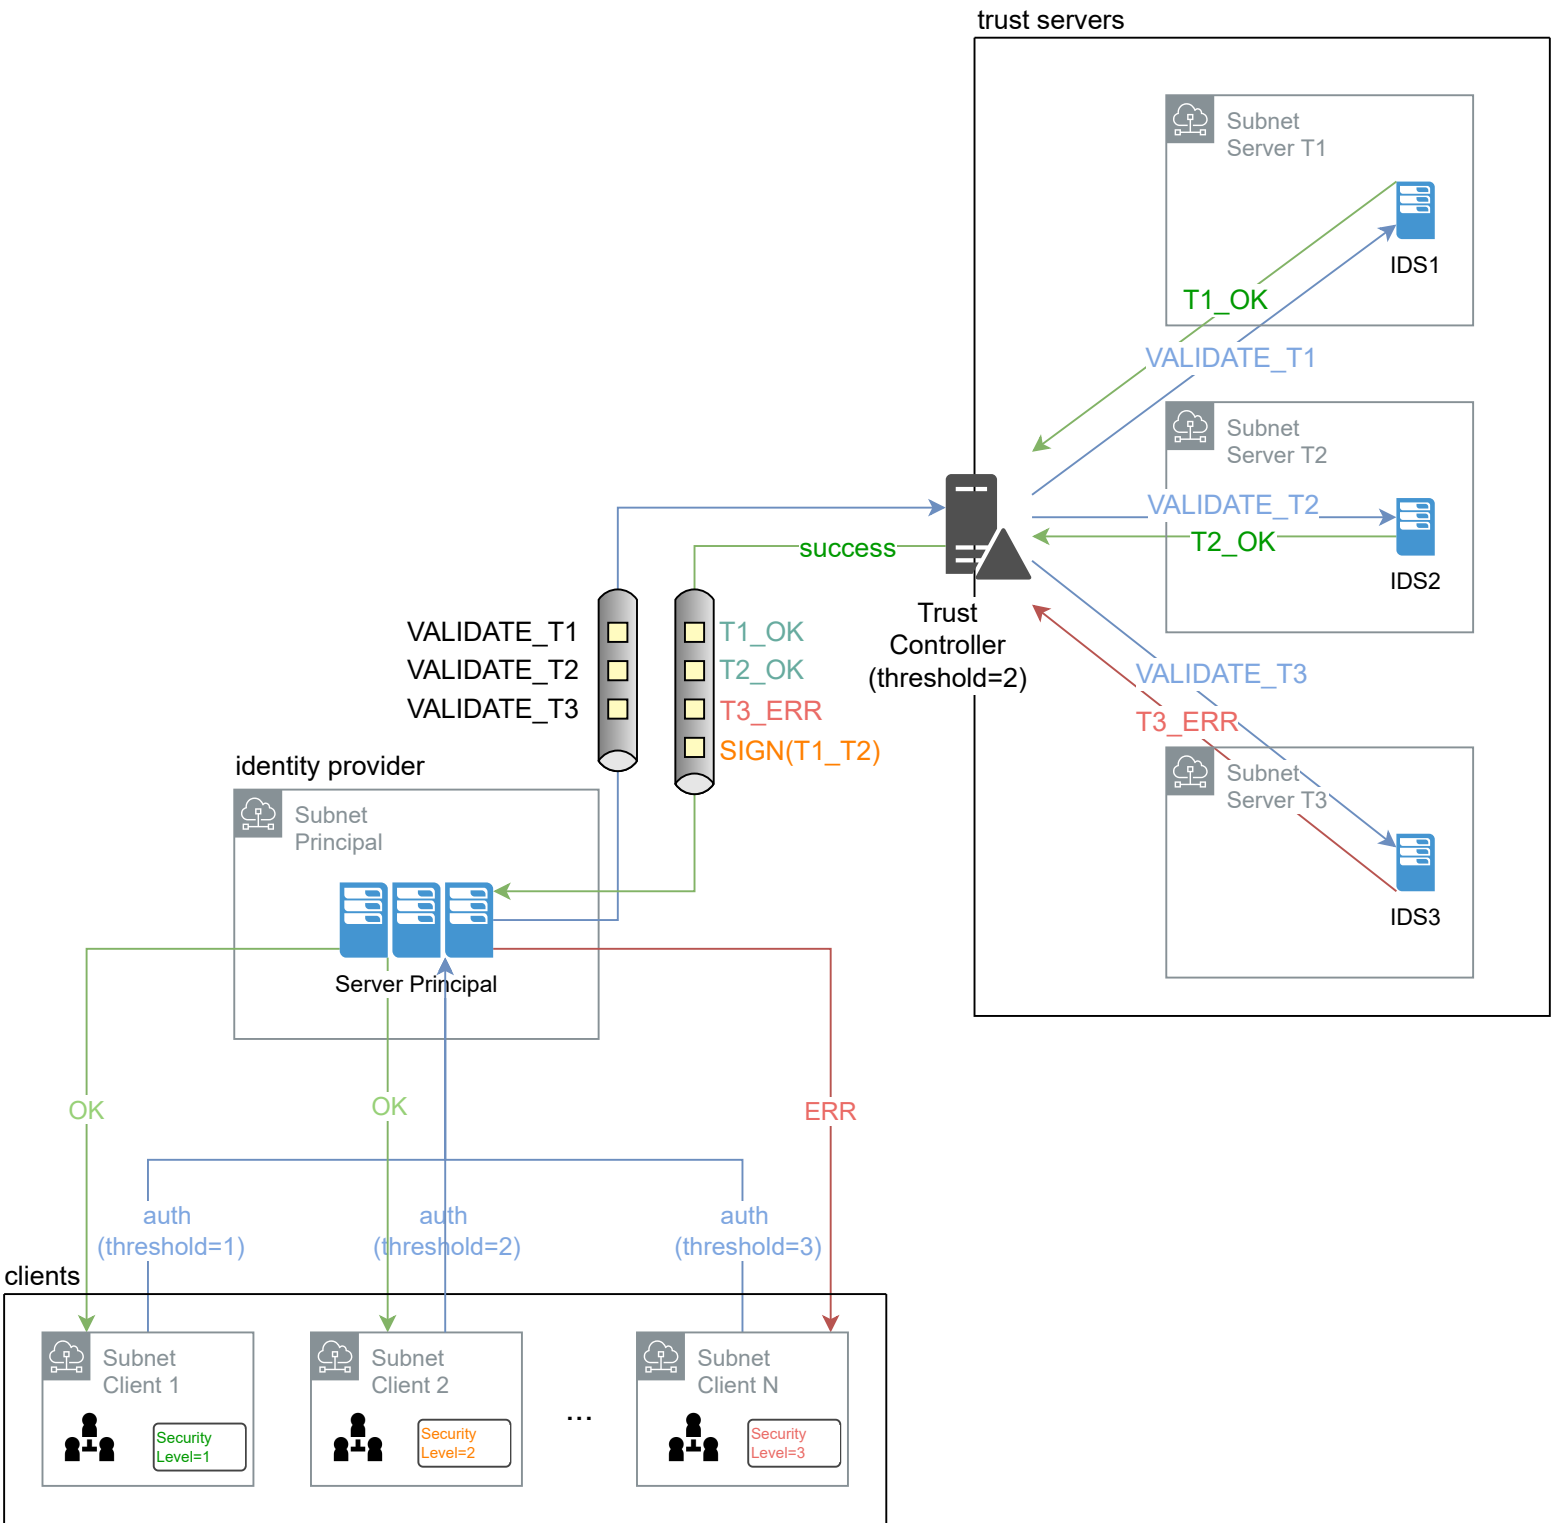 trust servers
Subnet
Server T1
IDS1
T1_OK
VALIDATE_T1
Subnet
Server T2
VALIDATE_T2
T2_OK
IDS2
success
Trust
Controller
(threshold=2)
VALIDATE_T1
VALIDATE_T2
VALIDATE_T3
T1_OK
T2_OK
T3_ERR
SIGN(T1_T2)
VALIDATE_T3
T3_ERR
Subnet
Server T3
IDS3
identity provider
Subnet
Principal
Server Principal
OK
OK
ERR
auth
(threshold=1)
auth
(threshold=2)
auth
(threshold=3)
clients
Subnet
Client 1
Security
Level=1
Subnet
Client 2
Security
Level=2
...
Subnet
Client N
Security
Level=3